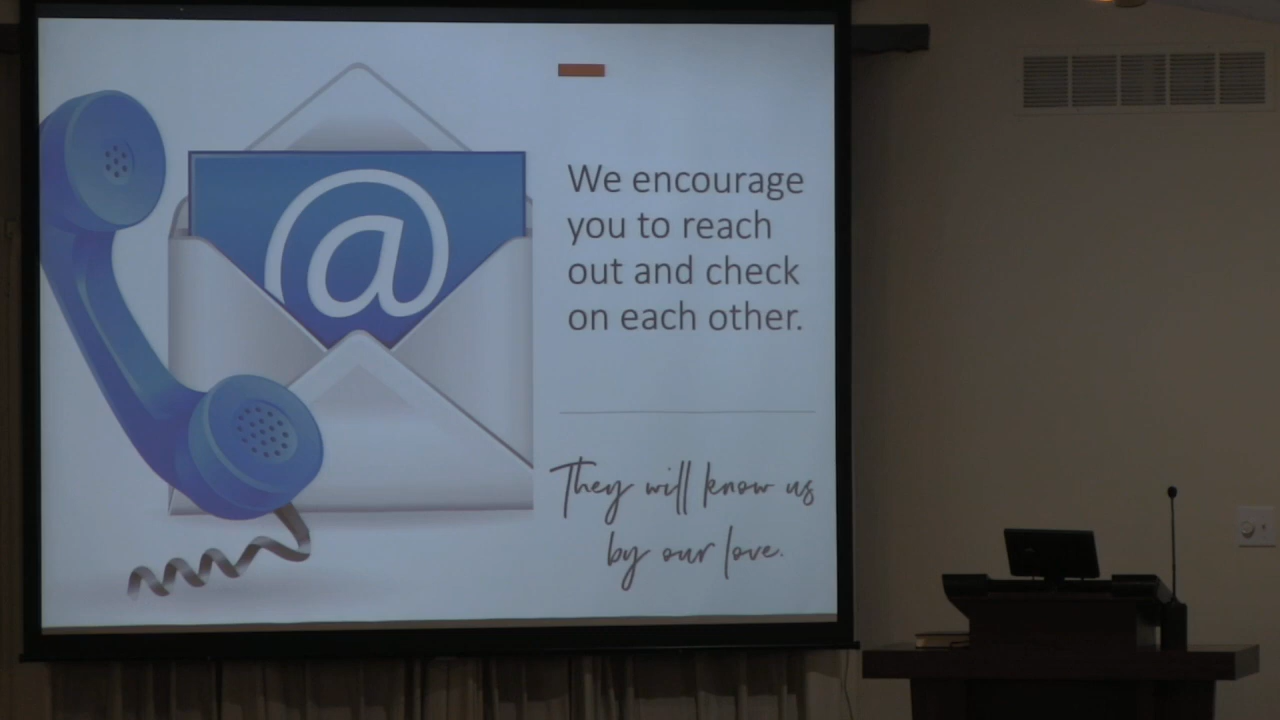 @
We encourage
you to reach
out and check
on each other.
They will know us
by our love.